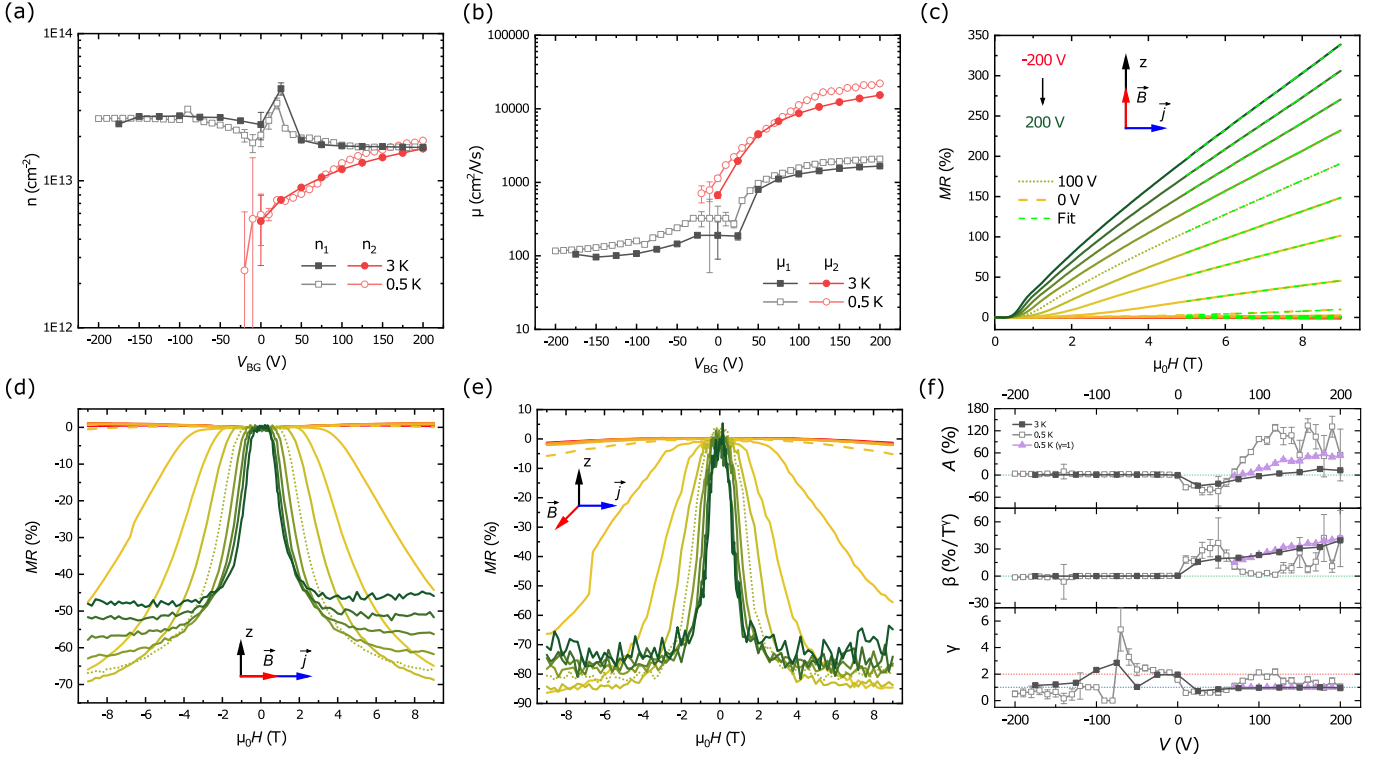 (a)
1E14
1E13
1E12
n (cm⁻²)
n₁ n₂
3 K
0.5 K
-200 -150 -100 -50 0 50 100 150 200
V_BG (V)
(b)
100000
10000
1000
100
10
μ (cm²/Vs)
μ₁ μ₂
3 K
0.5 K
-200 -150 -100 -50 0 50 100 150 200
V_BG (V)
(c)
350
300
250
200
150
100
50
0
MR (%)
-200 V
200 V
z
B
j
100 V
0 V
Fit
0 2 4 6 8
μ₀H (T)
(d)
0
-10
-20
-30
-40
-50
-60
-70
MR (%)
z
B
j
-8 -6 -4 -2 0 2 4 6 8
μ₀H (T)
(e)
10
0
-10
-20
-30
-40
-50
-60
-70
-80
-90
MR (%)
z
B
j
-8 -6 -4 -2 0 2 4 6 8
μ₀H (T)
(f)
-200 -100 0 100 200
180
120
60
0
-60
A (%)
3 K
0.5 K
0.5 K (γ=1)
60
30
0
-30
β (%/T^γ)
6
4
2
0
γ
-200 -100 0 100 200
V (V)